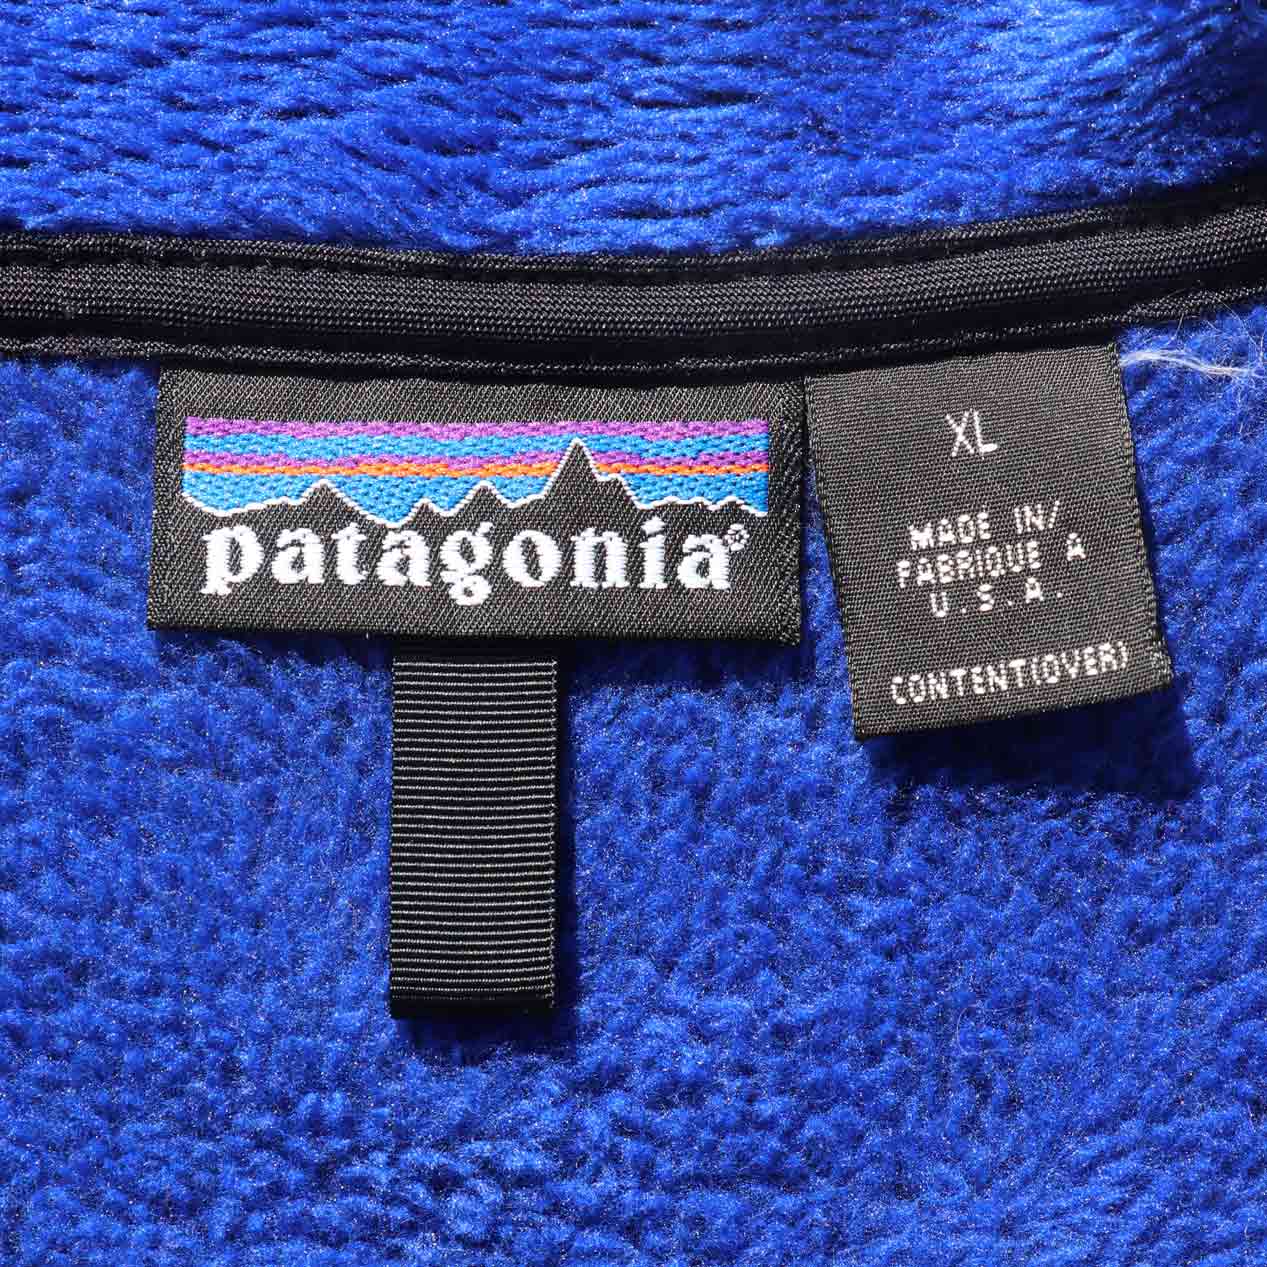 patagonia®
XL
MADE IN/
FABRIQUE A
U.S.A.
CONTENT(OVER)